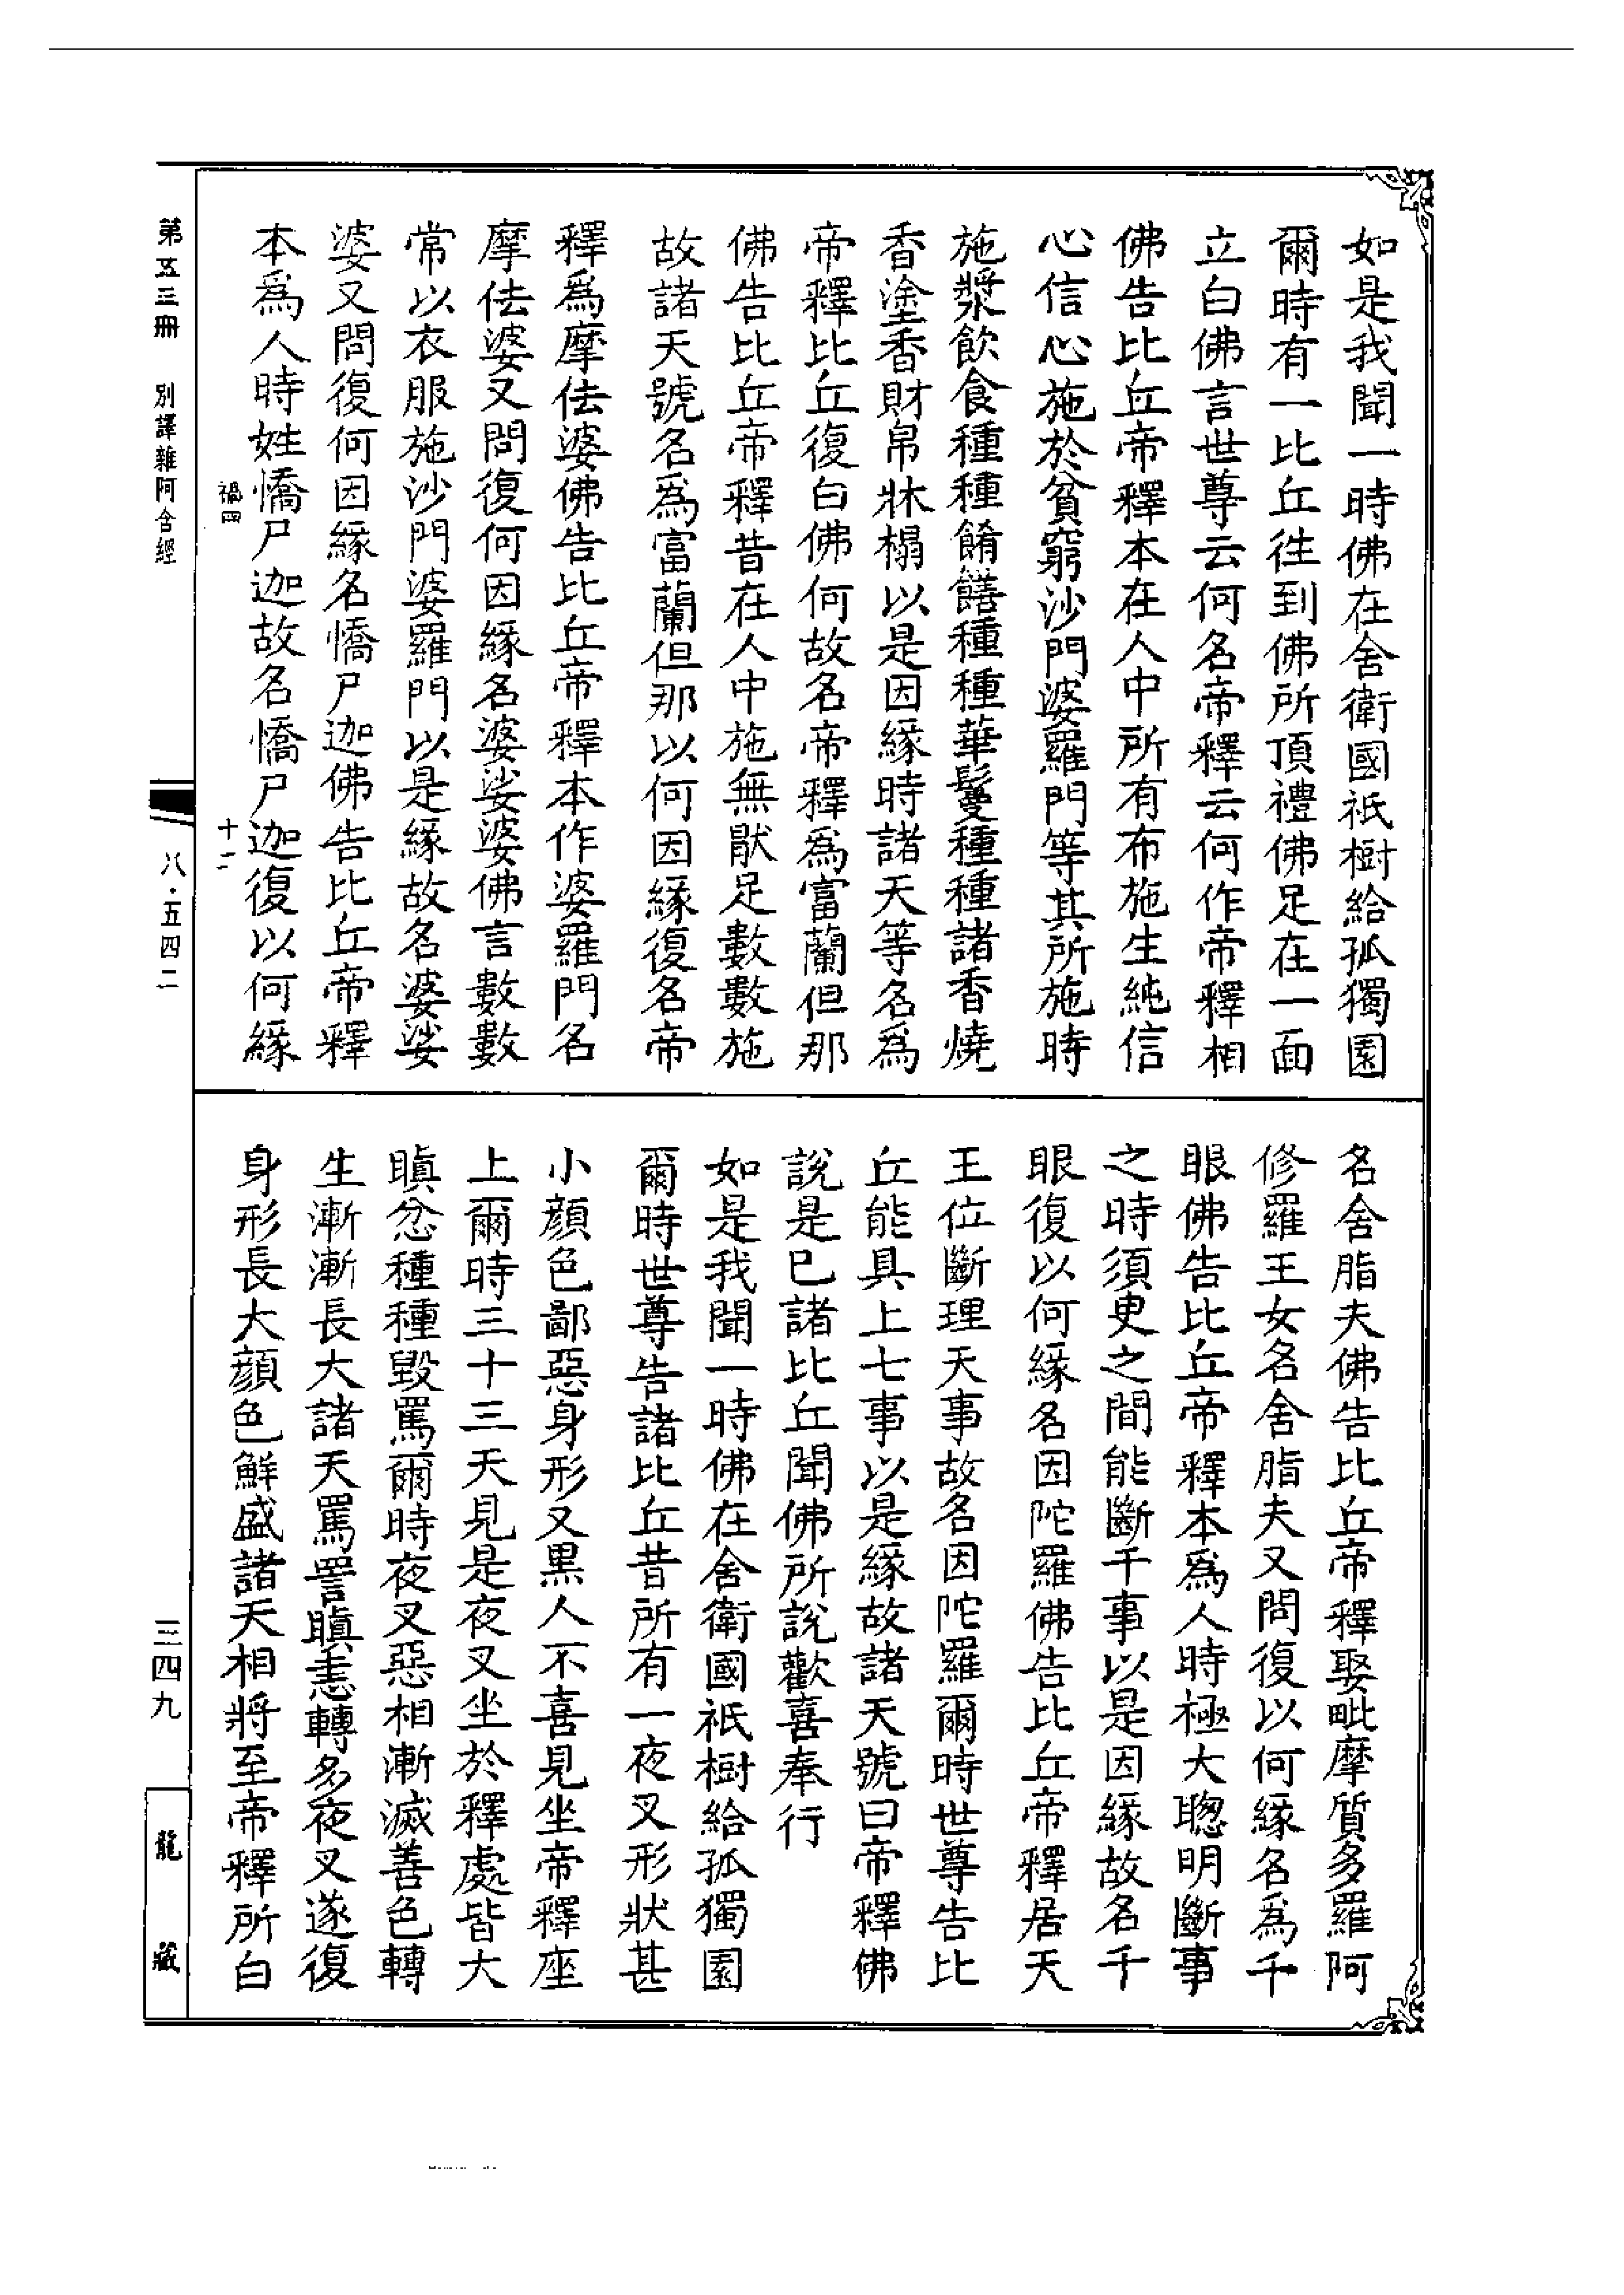 如是我聞一時佛在舍衛國祇樹給孤獨園
爾時有一比丘往到佛所頂禮佛足在一面
立白佛言世尊云何名帝釋云何作帝釋相
佛告比丘帝釋本在人中所有布施生純信
心信心施於貧窮沙門婆羅門等其所施時
施漿飲食種種餚饍種種華鬘種種諸香燒
香塗香財帛牀榻以是因緣時諸天等名為
帝釋比丘復白佛何故名帝釋為富蘭但那
佛告比丘帝釋昔在人中施無猒足數數施
故諸天號名為富蘭但那以何因緣復名帝
釋為摩佉婆佛告比丘帝釋本作婆羅門名
摩佉婆又問復何因緣名婆娑婆佛言數數
常以衣服施沙門婆羅門以是緣故名婆娑
婆又問復何因緣名憍尸迦佛告比丘帝釋
本為人時姓憍尸迦故名憍尸迦復以何緣
名舍脂夫佛告比丘帝釋娶毗摩質多羅阿
修羅王女名舍脂夫又問復以何緣名為千
眼佛告比丘帝釋本為人時極大聰明斷事
之時須臾之間能斷千事以是因緣故名千
眼復以何緣名因陀羅佛告比丘帝釋居天
王位斷理天事故名因陀羅爾時世尊告比
丘能具上七事以是緣故諸天號曰帝釋佛
說是已諸比丘聞佛所說歡喜奉行
如是我聞一時佛在舍衛國祇樹給孤獨園
爾時世尊告諸比丘昔所有一夜叉形狀甚
小顏色鄙惡身形又黑人不喜見坐帝釋座
上爾時三十三天見是夜叉坐於釋處皆大
瞋忿種種毀罵爾時夜叉惡相漸滅善色轉
生漸漸長大諸天罵詈瞋恚轉多夜叉遂復
身形長大顏色鮮盛諸天相將至帝釋所白
禍四
十二
第五三冊 別譯雜阿含經
八·五四二
三四九
龍藏